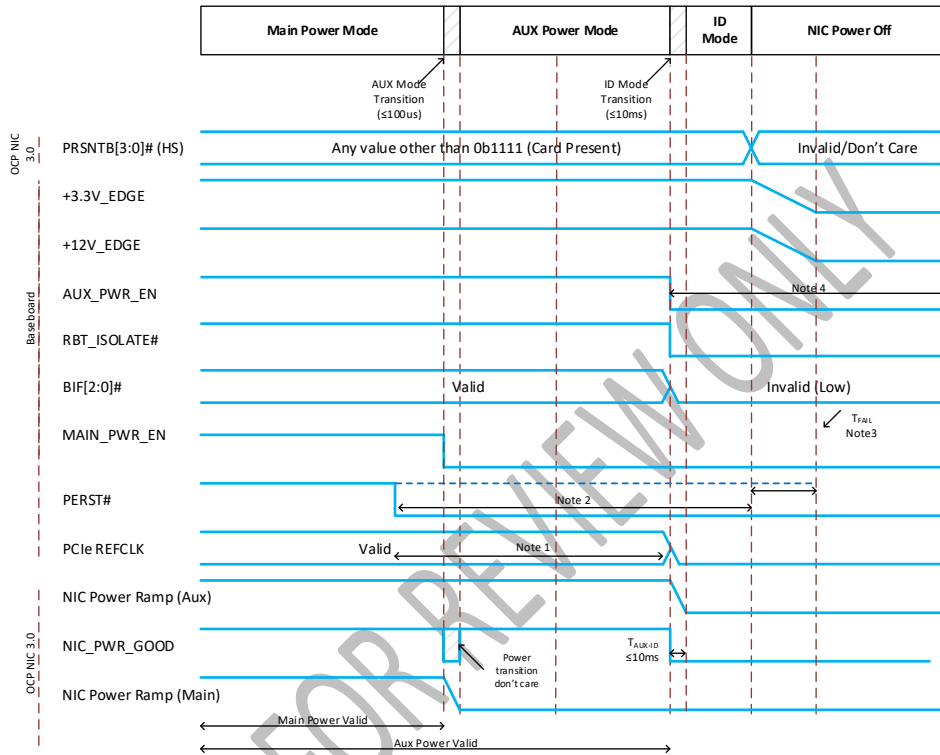 Main Power Mode
AUX Power Mode
ID
Mode
NIC Power Off
AUX Mode
Transition
(≤100us)
ID Mode
Transition
(≤10ms)
OCP NIC
3.0
PRSNTB[3:0]# (HS)
Any value other than 0b1111 (Card Present)
Invalid/Don't Care
+3.3V_EDGE
+12V_EDGE
Baseboard
AUX_PWR_EN
Note 4
RBT_ISOLATE#
BIF[2:0]#
Valid
Invalid (Low)
TFAIL
Note3
MAIN_PWR_EN
PERST#
Note 2
PCIe REFCLK
Valid
Note 1
OCP NIC 3.0
NIC Power Ramp (Aux)
NIC_PWR_GOOD
Power
transition
don't care
TAUX-ID
≤10ms
NIC Power Ramp (Main)
Main Power Valid
Aux Power Valid
FOR REVIEW ONLY